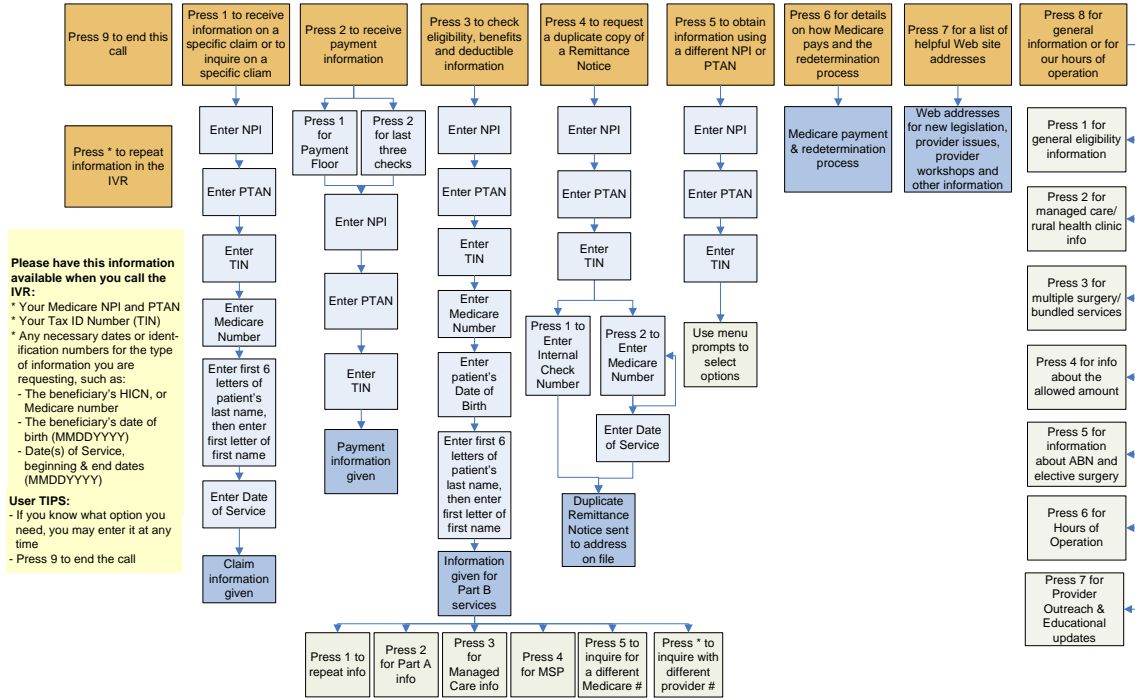 Press 9 to end this
call
Press 1 to receive
information on a
specific claim or to
inquire on a
specific cliam
Press 2 to receive
payment
information
Press 3 to check
eligibility, benefits
and deductible
information
Press 4 to request
a duplicate copy of
a Remittance
Notice
Press 5 to obtain
information using
a different NPI or
PTAN
Press 6 for details
on how Medicare
pays and the
redetermination
process
Press 7 for a list of
helpful Web site
addresses
Press 8 for
general
information or for
our hours of
operation
Press * to repeat
information in the
IVR
Please have this information
available when you call the
IVR:
* Your Medicare NPI and PTAN
* Your Tax ID Number (TIN)
* Any necessary dates or ident-
ification numbers for the type
of information you are
requesting, such as:
- The beneficiary's HICN, or
Medicare number
- The beneficiary's date of
birth (MMDDYYYY)
- Date(s) of Service,
beginning & end dates
(MMDDYYYY)
User TIPS:
- If you know what option you
need, you may enter it at any
time
- Press 9 to end the call
Enter NPI
Enter PTAN
Enter
TIN
Enter
Medicare
Number
Enter first 6
letters of
patient's
last name,
then enter
first letter of
first name
Enter Date
of Service
Claim
information
given
Press 1
for
Payment
Floor
Press 2
for last
three
checks
Enter NPI
Enter PTAN
Enter
TIN
Payment
information
given
Enter NPI
Enter PTAN
Enter
TIN
Enter
Medicare
Number
Enter
patient's
Date of
Birth
Enter first 6
letters of
patient's
last name,
then enter
first letter of
first name
Information
given for
Part B
services
Press 1 to
repeat info
Press 2
for Part A
info
Press 3
for
Managed
Care info
Press 4
for MSP
Press 5 to
inquire for
a different
Medicare #
Press * to
inquire with
different
provider #
Enter NPI
Enter PTAN
Enter
TIN
Press 1 to
Enter
Internal
Check
Number
Press 2 to
Enter
Medicare
Number
Enter Date
of Service
Duplicate
Remittance
Notice sent
to address
on file
Enter NPI
Enter PTAN
Enter
TIN
Use menu
prompts to
select
options
Medicare payment
& redetermination
process
Web addresses
for new legislation,
provider issues,
provider
workshops and
other information
Press 1 for
general eligibility
information
Press 2 for
managed care/
rural health clinic
info
Press 3 for
multiple surgery/
bundled services
Press 4 for info
about the
allowed amount
Press 5 for
information
about ABN and
elective surgery
Press 6 for
Hours of
Operation
Press 7 for
Provider
Outreach &
Educational
updates